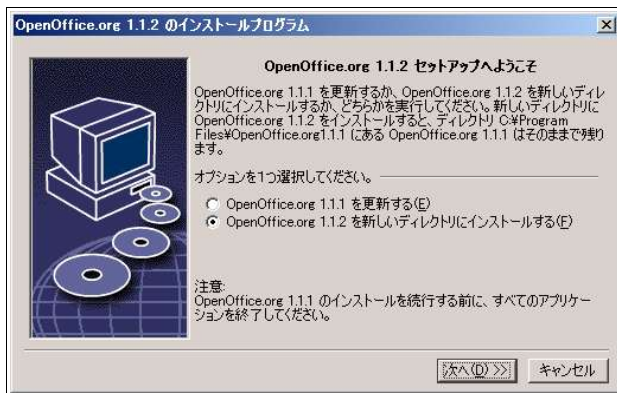 OpenOffice.org 1.1.2 のインストールプログラム
OpenOffice.org 1.1.2 セットアップへようこそ
OpenOffice.org 1.1.1 を更新するか、OpenOffice.org 1.1.2 を新しいディレ
クトリにインストールするか、どちらかを実行してください。新しいディレクトリに
OpenOffice.org 1.1.2 をインストールすると、ディレクトリ C:¥Program
Files¥OpenOffice.org1.1.1 にある OpenOffice.org 1.1.1 はそのままで残り
ます。
オプションを1つ選択してください。
OpenOffice.org 1.1.1 を更新する(E)
OpenOffice.org 1.1.2 を新しいディレクトリにインストールする(F)
注意:
OpenOffice.org 1.1.1 のインストールを続行する前に、すべてのアプリケー
ションを終了してください。
次へ(D) >>
キャンセル